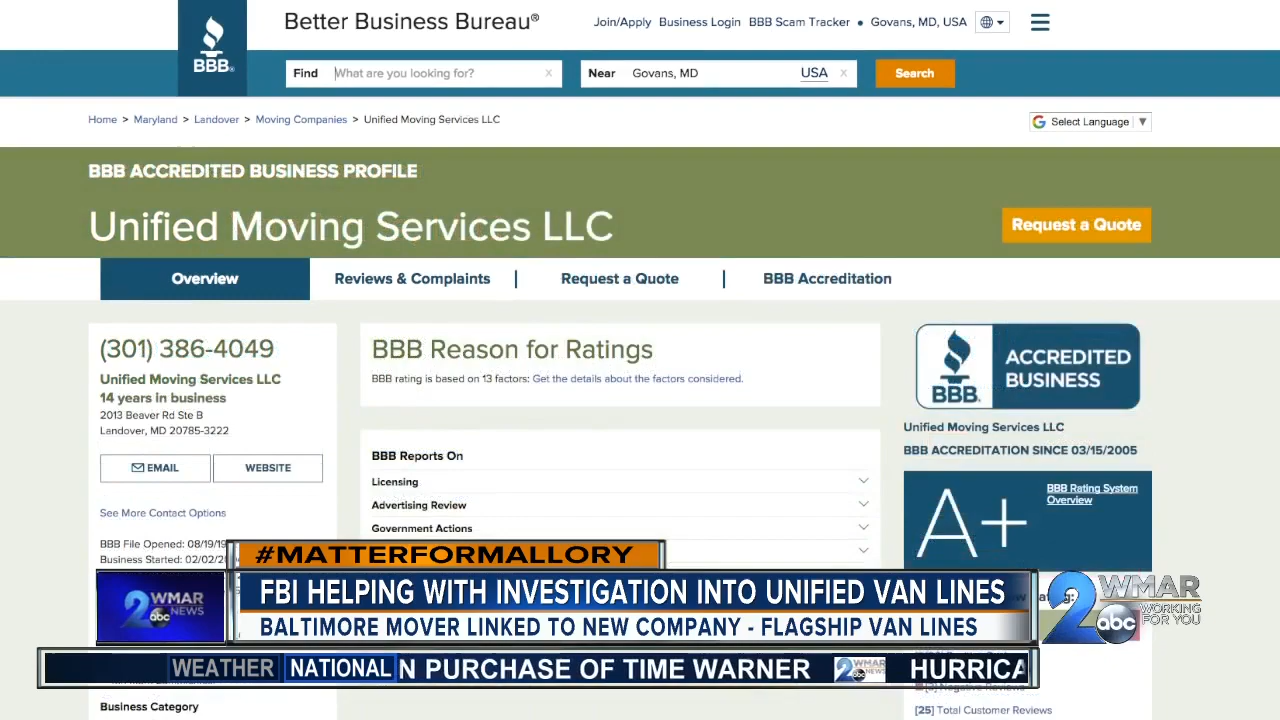 Better Business Bureau®
Join/Apply Business Login BBB Scam Tracker • Govans, MD, USA
BBB®
Find What are you looking for? x Near Govans, MD USA x Search
Home > Maryland > Landover > Moving Companies > Unified Moving Services LLC
Select Language ▼
BBB ACCREDITED BUSINESS PROFILE
Unified Moving Services LLC
Request a Quote
Overview Reviews & Complaints | Request a Quote | BBB Accreditation
(301) 386-4049
Unified Moving Services LLC
14 years in business
2013 Beaver Rd Ste B
Landover, MD 20785-3222
EMAIL WEBSITE
See More Contact Options
BBB File Opened: 08/19/19
Business Started: 02/02/
Business Category
BBB Reason for Ratings
BBB rating is based on 13 factors: Get the details about the factors considered.
BBB Reports On
Licensing
Advertising Review
Government Actions
BBB.
ACCREDITED
BUSINESS
Unified Moving Services LLC
BBB ACCREDITATION SINCE 03/15/2005
A+
BBB Rating System
Overview
Negative Reviews
[25] Total Customer Reviews
#MATTERFORMALLORY
2 WMAR
abc NEWS
FBI HELPING WITH INVESTIGATION INTO UNIFIED VAN LINES
BALTIMORE MOVER LINKED TO NEW COMPANY - FLAGSHIP VAN LINES
2 WMAR
abc
WORKING
FOR YOU
WEATHER NATIONAL N PURCHASE OF TIME WARNER 2 WMAR abc NEWS HURRICA